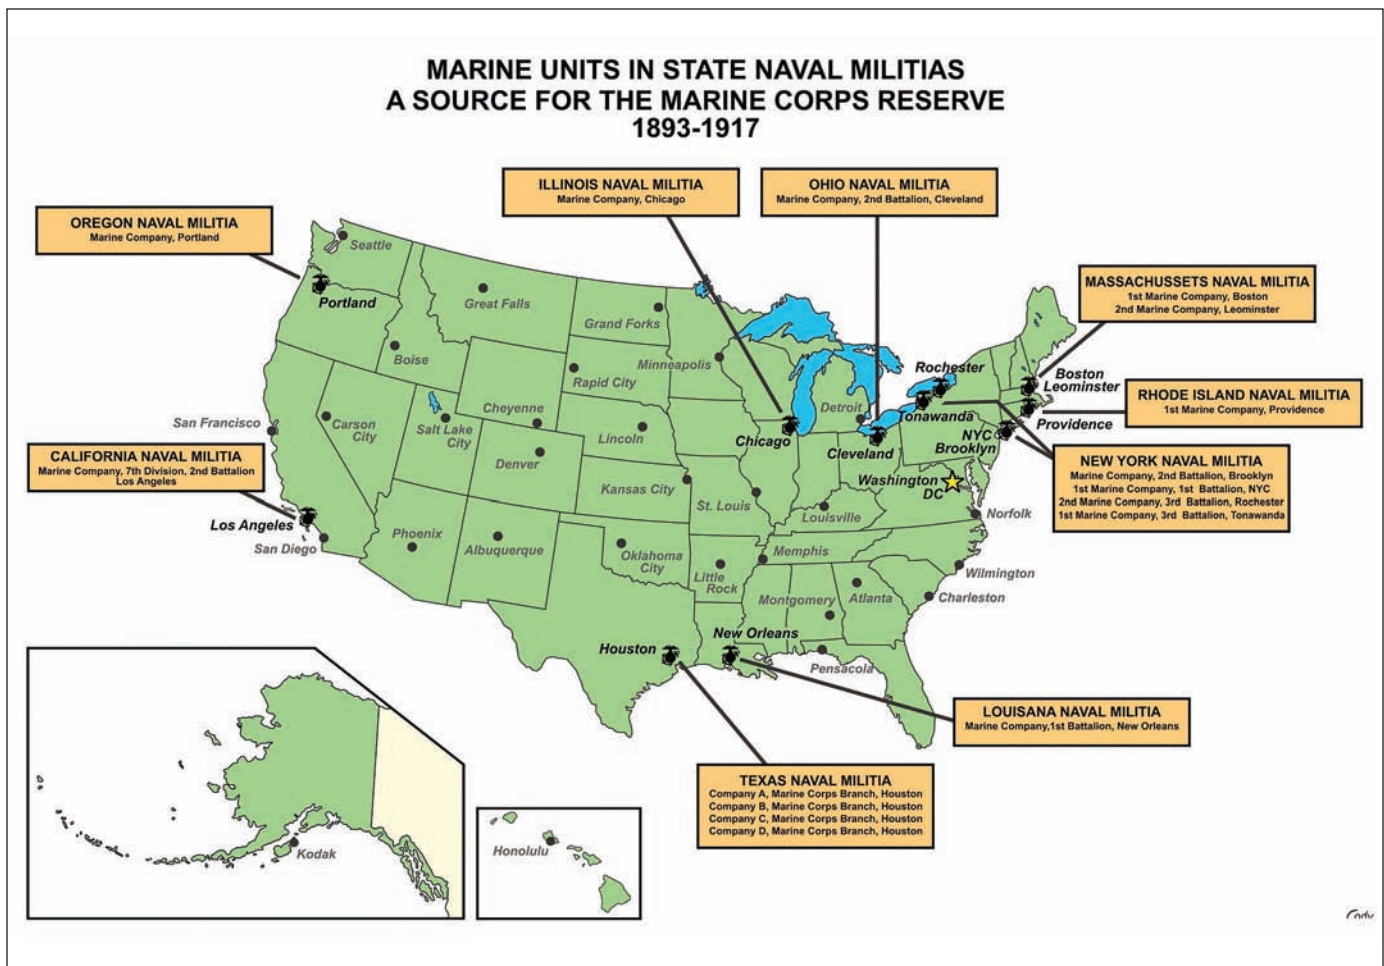 MARINE UNITS IN STATE NAVAL MILITIAS
A SOURCE FOR THE MARINE CORPS RESERVE
1893-1917
ILLINOIS NAVAL MILITIA
Marine Company, Chicago
OHIO NAVAL MILITIA
Marine Company, 2nd Battalion, Cleveland
OREGON NAVAL MILITIA
Marine Company, Portland
MASSACHUSSETS NAVAL MILITIA
1st Marine Company, Boston
2nd Marine Company, Leominster
RHODE ISLAND NAVAL MILITIA
1st Marine Company, Providence
NEW YORK NAVAL MILITIA
Marine Company, 2nd Battalion, Brooklyn
1st Marine Company, 1st Battalion, NYC
2nd Marine Company, 3rd Battalion, Rochester
1st Marine Company, 3rd Battalion, Tonawanda
CALIFORNIA NAVAL MILITIA
Marine Company, 7th Division, 2nd Battalion
Los Angeles
LOUISANA NAVAL MILITIA
Marine Company,1st Battalion, New Orleans
TEXAS NAVAL MILITIA
Company A, Marine Corps Branch, Houston
Company B, Marine Corps Branch, Houston
Company C, Marine Corps Branch, Houston
Company D, Marine Corps Branch, Houston
Seattle
Portland
Great Falls
Grand Forks
Boise
Rapid City
Minneapolis
Rochester
Boston
Leominster
Tonawanda
Detroit
Providence
San Francisco
Carson
City
Salt Lake
City
Cheyenne
Lincoln
Chicago
Cleveland
NYC
Brooklyn
Denver
Kansas City
St. Louis
Washington
DC
Louisville
Norfolk
Los Angeles
San Diego
Phoenix
Albuquerque
Oklahoma
City
Little
Rock
Memphis
Wilmington
Montgomery
Atlanta
Charleston
Houston
New Orleans
Pensacola
Kodak
Honolulu